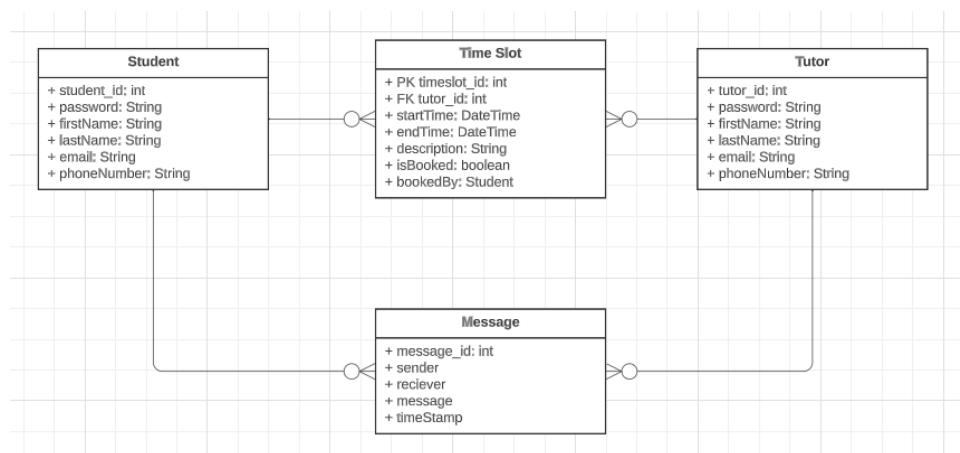 Student
+ student_id: int
+ password: String
+ firstName: String
+ lastName: String
+ email: String
+ phoneNumber: String
Time Slot
+ PK timeslot_id: int
+ FK tutor_id: int
+ startTime: DateTime
+ endTime: DateTime
+ description: String
+ isBooked: boolean
+ bookedBy: Student
Tutor
+ tutor_id; int
+ password: String
+ firstName: String
+ lastName: String
+ email: String
+ phoneNumber: String
Message
+ message_id: int
+ sender
+ reciever
+ message
+ timeStamp